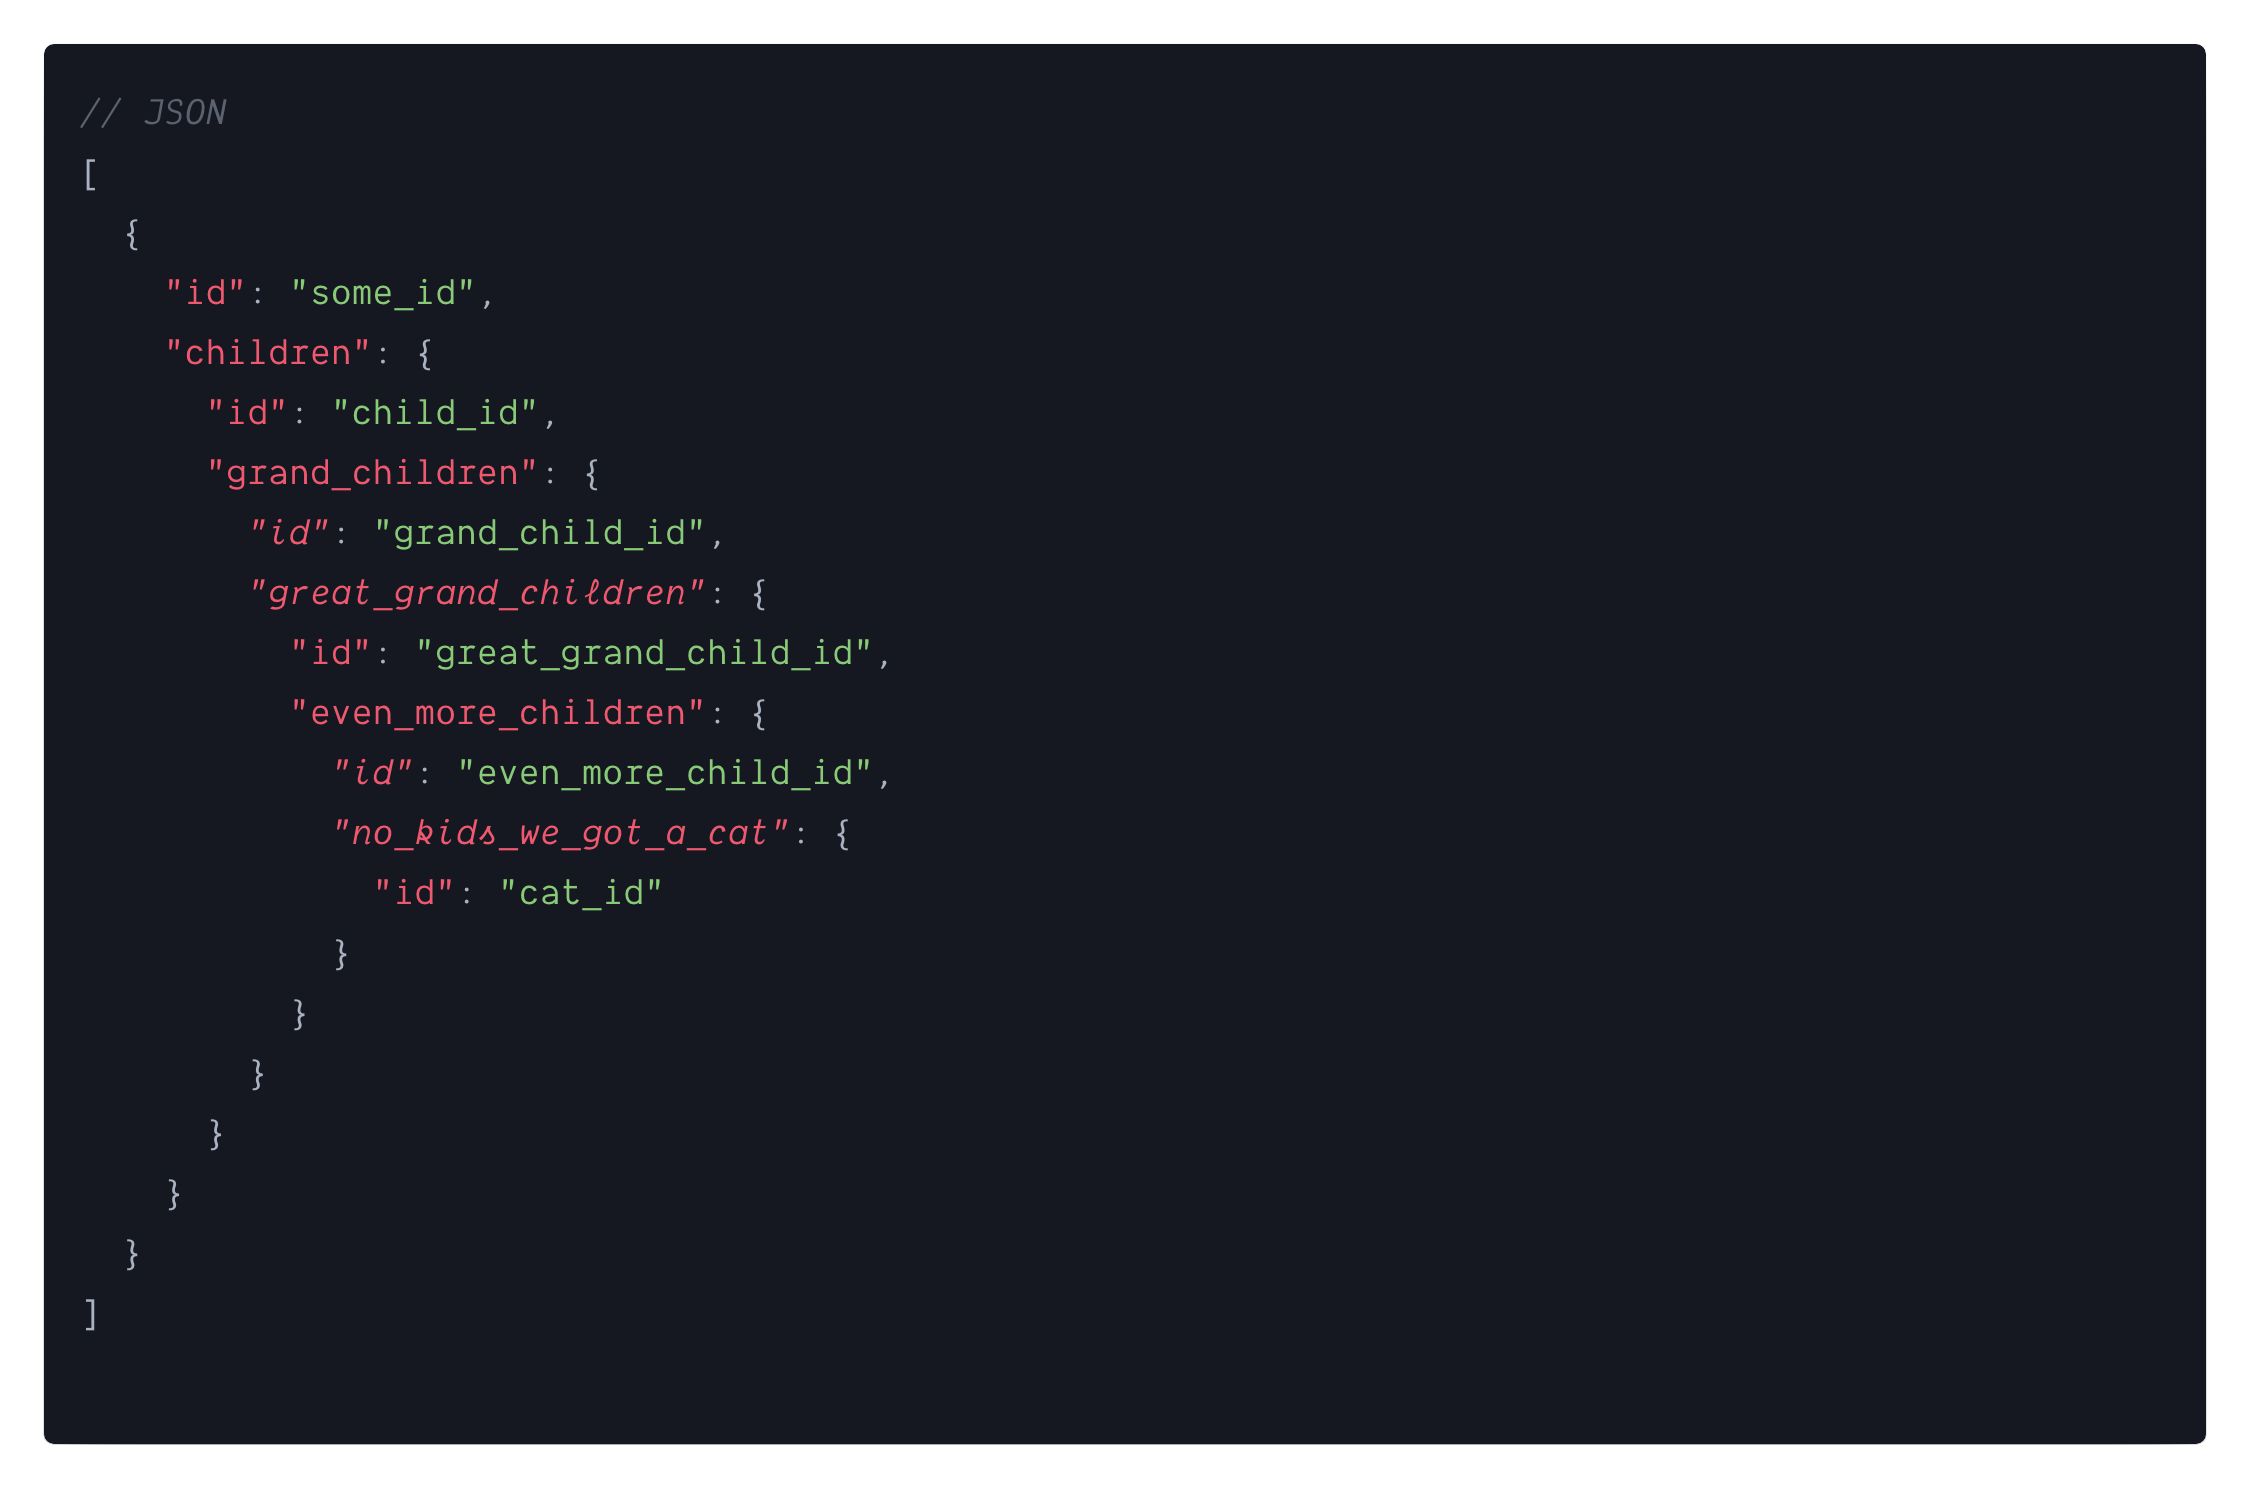 // JSON
[
  {
    "id": "some_id",
    "children": {
      "id": "child_id",
      "grand_children": {
        "id": "grand_child_id",
        "great_grand_children": {
          "id": "great_grand_child_id",
          "even_more_children": {
            "id": "even_more_child_id",
            "no_kids_we_got_a_cat": {
              "id": "cat_id"
            }
          }
        }
      }
    }
  }
]